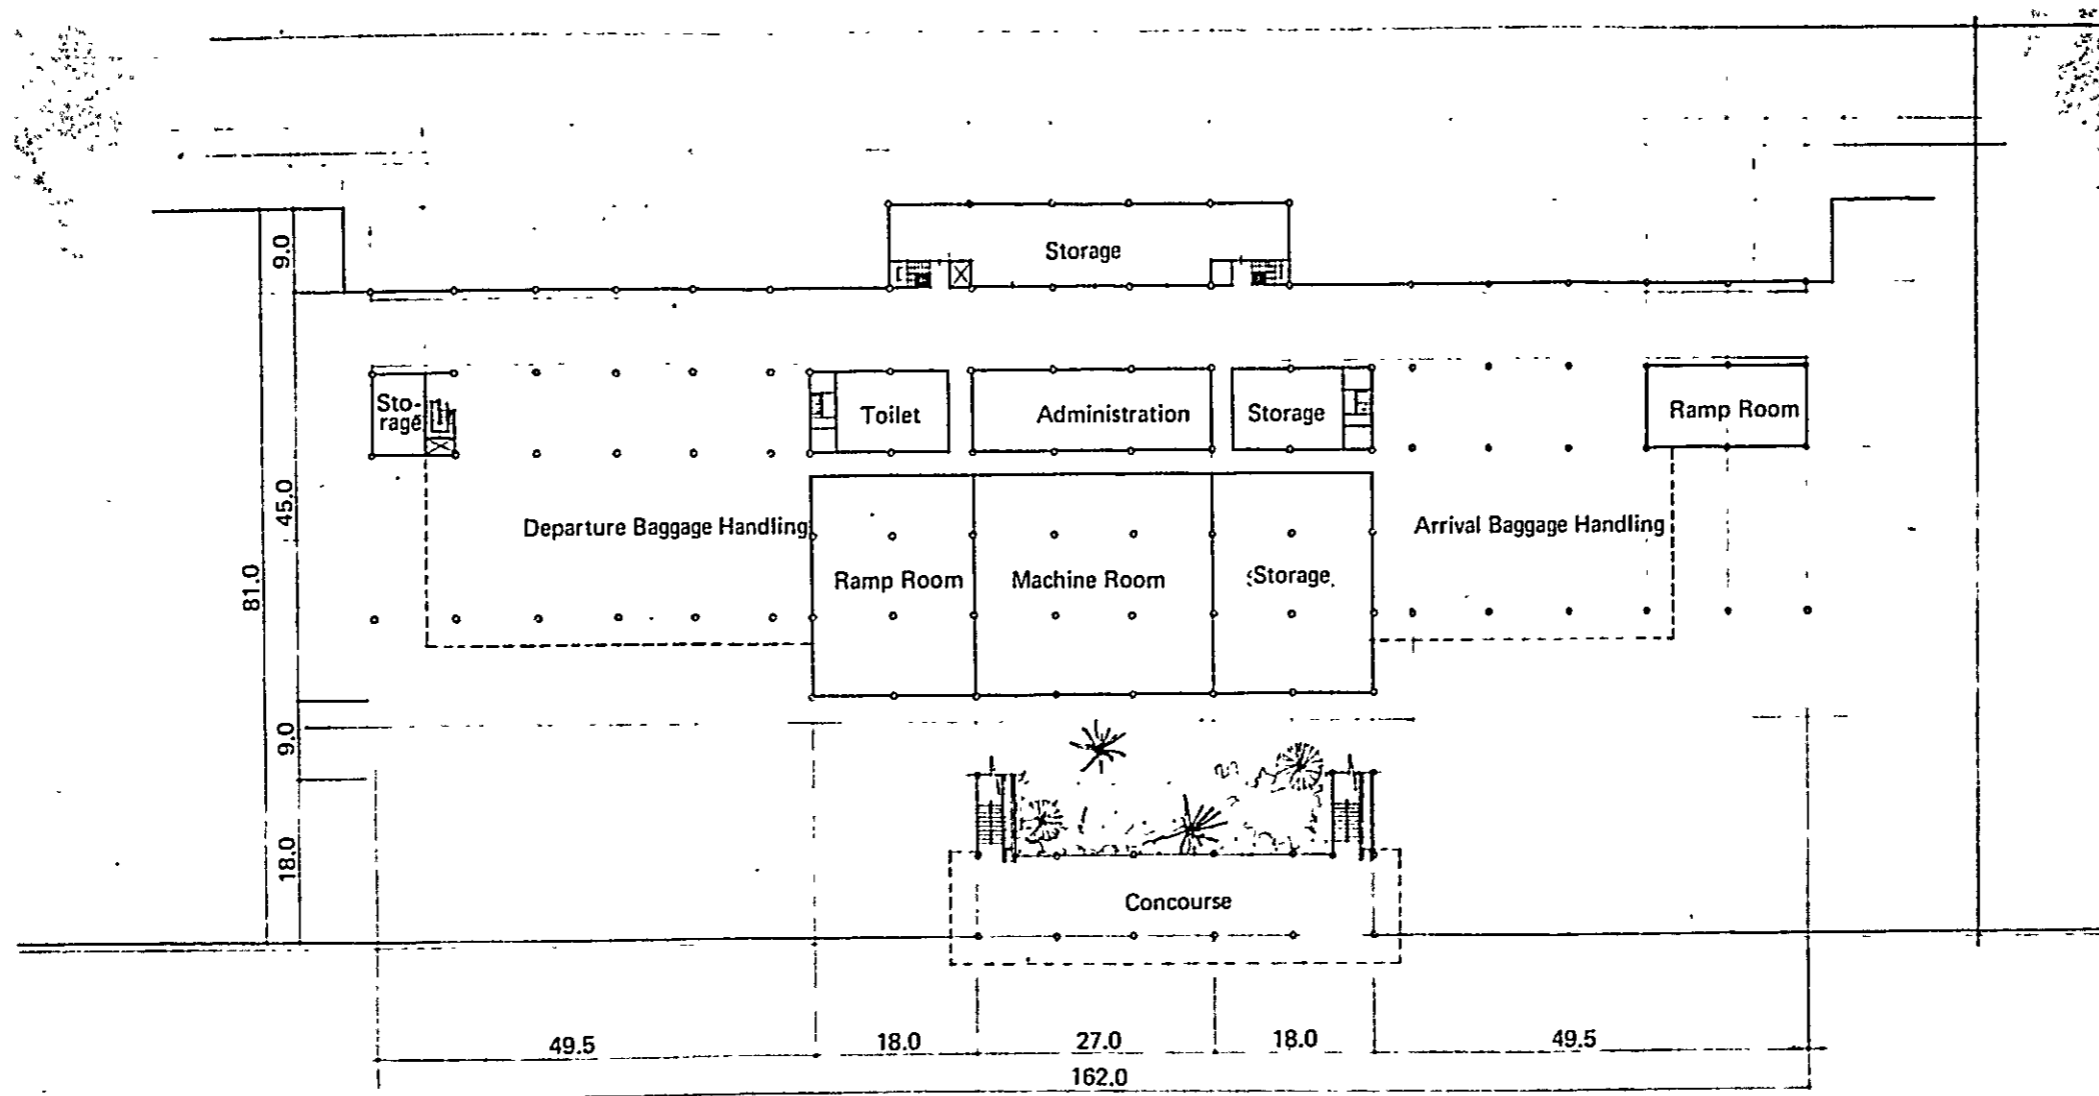 9.0
Storage
Sto-
rage
Toilet
Administration
Storage
Ramp Room
45.0
Departure Baggage Handling
Arrival Baggage Handling
81.0
Ramp Room
Machine Room
Storage
9.0
18.0
Concourse
49.5
18.0
27.0
18.0
49.5
162.0